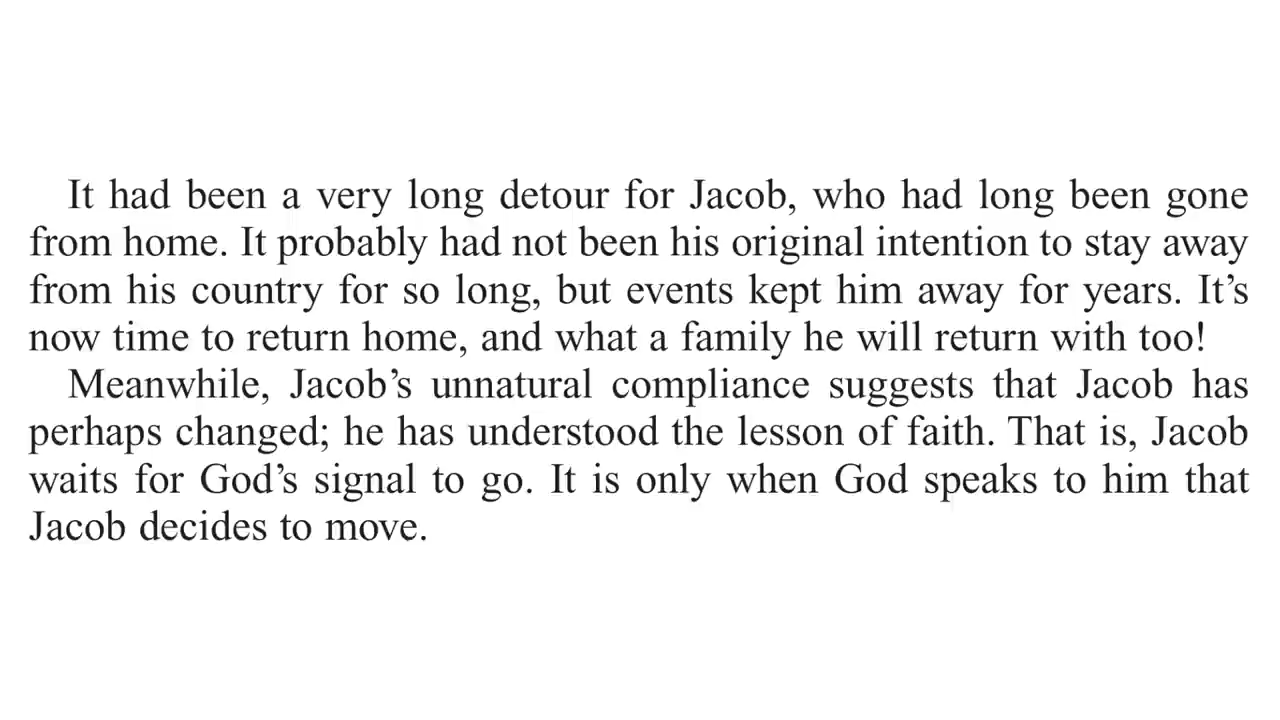 It had been a very long detour for Jacob, who had long been gone
from home. It probably had not been his original intention to stay away
from his country for so long, but events kept him away for years. It’s
now time to return home, and what a family he will return with too!
Meanwhile, Jacob’s unnatural compliance suggests that Jacob has
perhaps changed; he has understood the lesson of faith. That is, Jacob
waits for God’s signal to go. It is only when God speaks to him that
Jacob decides to move.